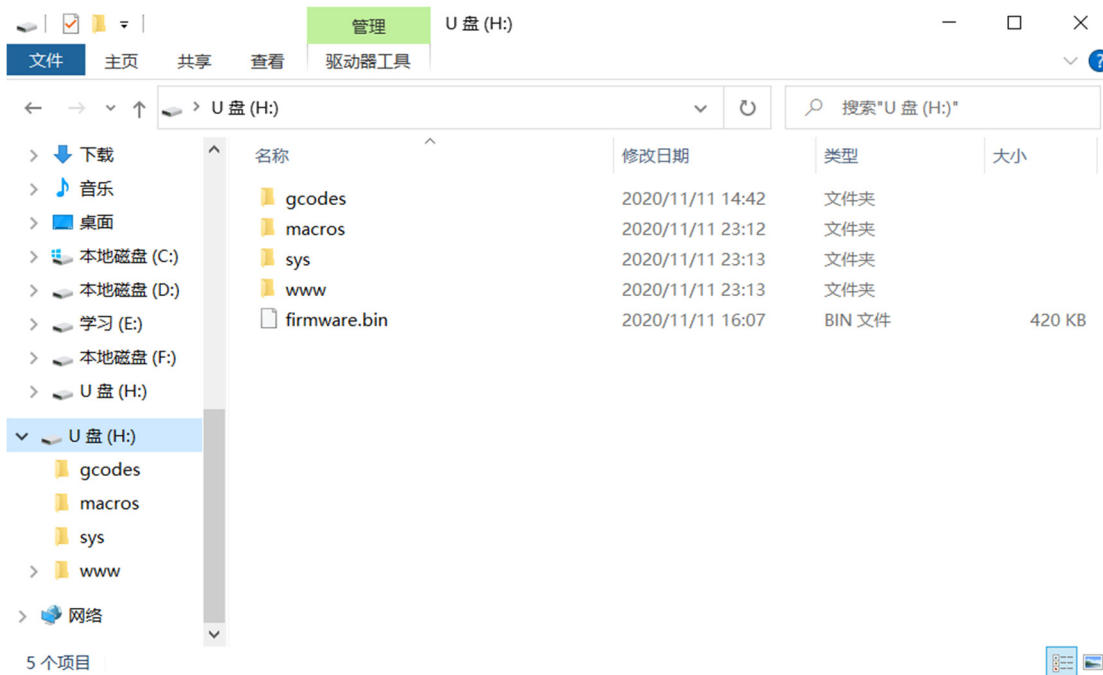 管理
U 盘 (H:)
文件 主页 共享 查看 驱动器工具
?
U 盘 (H:)
搜索"U 盘 (H:)"
下载
音乐
桌面
本地磁盘 (C:)
本地磁盘 (D:)
学习 (E:)
本地磁盘 (F:)
U 盘 (H:)
U 盘 (H:)
gcodes
macros
sys
www
网络
名称 修改日期 类型 大小
gcodes 2020/11/11 14:42 文件夹
macros 2020/11/11 23:12 文件夹
sys 2020/11/11 23:13 文件夹
www 2020/11/11 23:13 文件夹
firmware.bin 2020/11/11 16:07 BIN 文件 420 KB
5 个项目